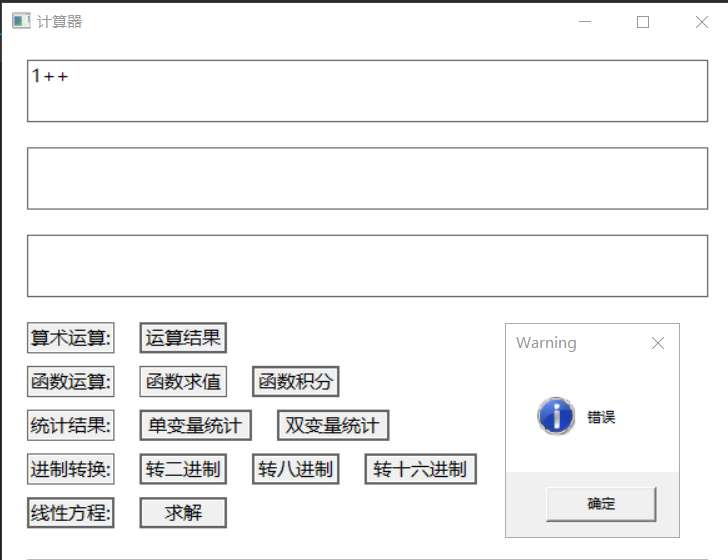 计算器
1++
算术运算: 运算结果
函数运算: 函数求值 函数积分
统计结果: 单变量统计 双变量统计
进制转换: 转二进制 转八进制 转十六进制
线性方程: 求解
Warning
错误
确定